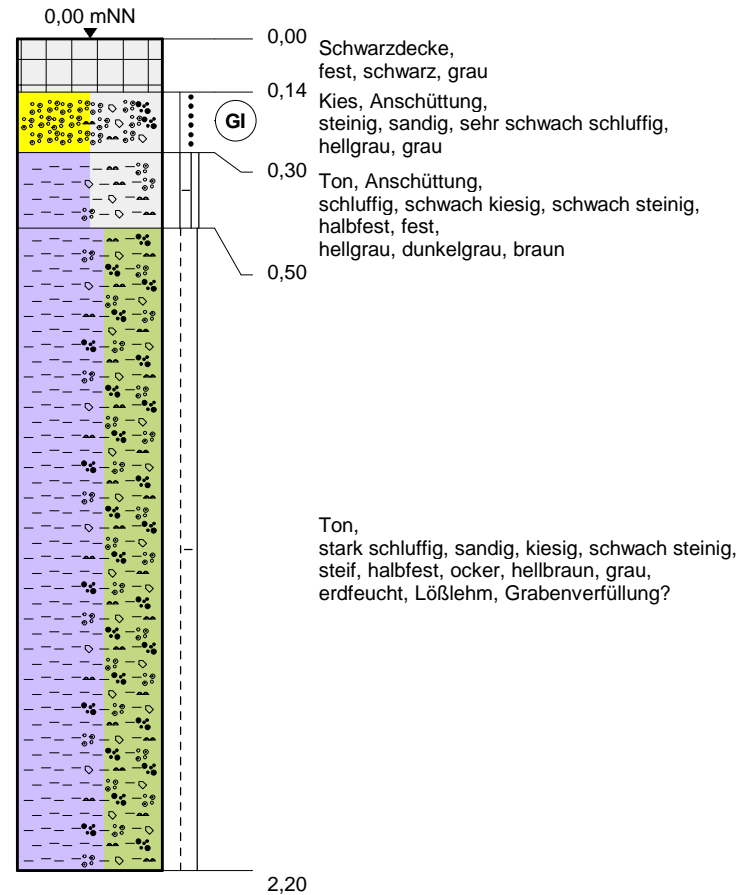 0,00 mNN
0,00
Schwarzdecke,
fest, schwarz, grau
0,14
Kies, Anschüttung,
steinig, sandig, sehr schwach schluffig,
hellgrau, grau
GI
0,30
Ton, Anschüttung,
schluffig, schwach kiesig, schwach steinig,
halbfest, fest,
hellgrau, dunkelgrau, braun
0,50
Ton,
stark schluffig, sandig, kiesig, schwach steinig,
steif, halbfest, ocker, hellbraun, grau,
erdfeucht, Lößlehm, Grabenverfüllung?
2,20